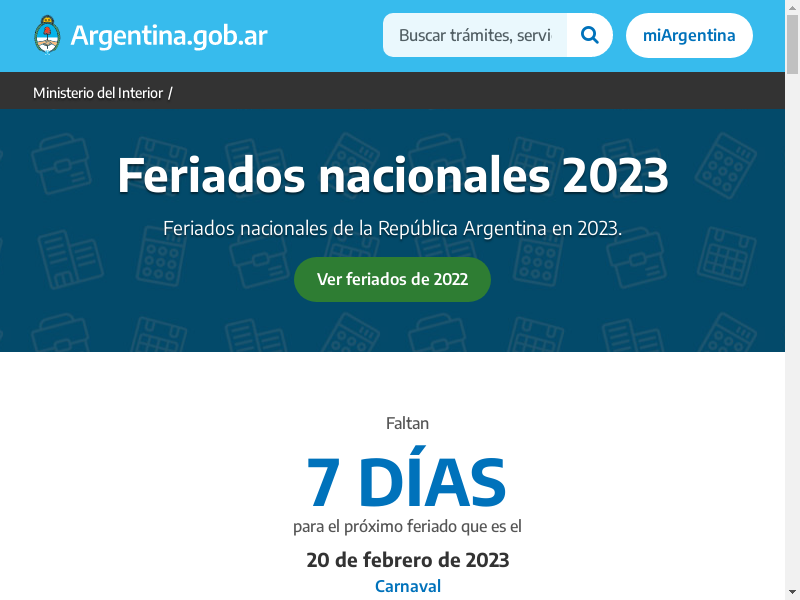 Argentina.gob.ar
Buscar trámites, servi
miArgentina
Ministerio del Interior /
Feriados nacionales 2023
Feriados nacionales de la República Argentina en 2023.
Ver feriados de 2022
Faltan
7 DÍAS
para el próximo feriado que es el
20 de febrero de 2023
Carnaval